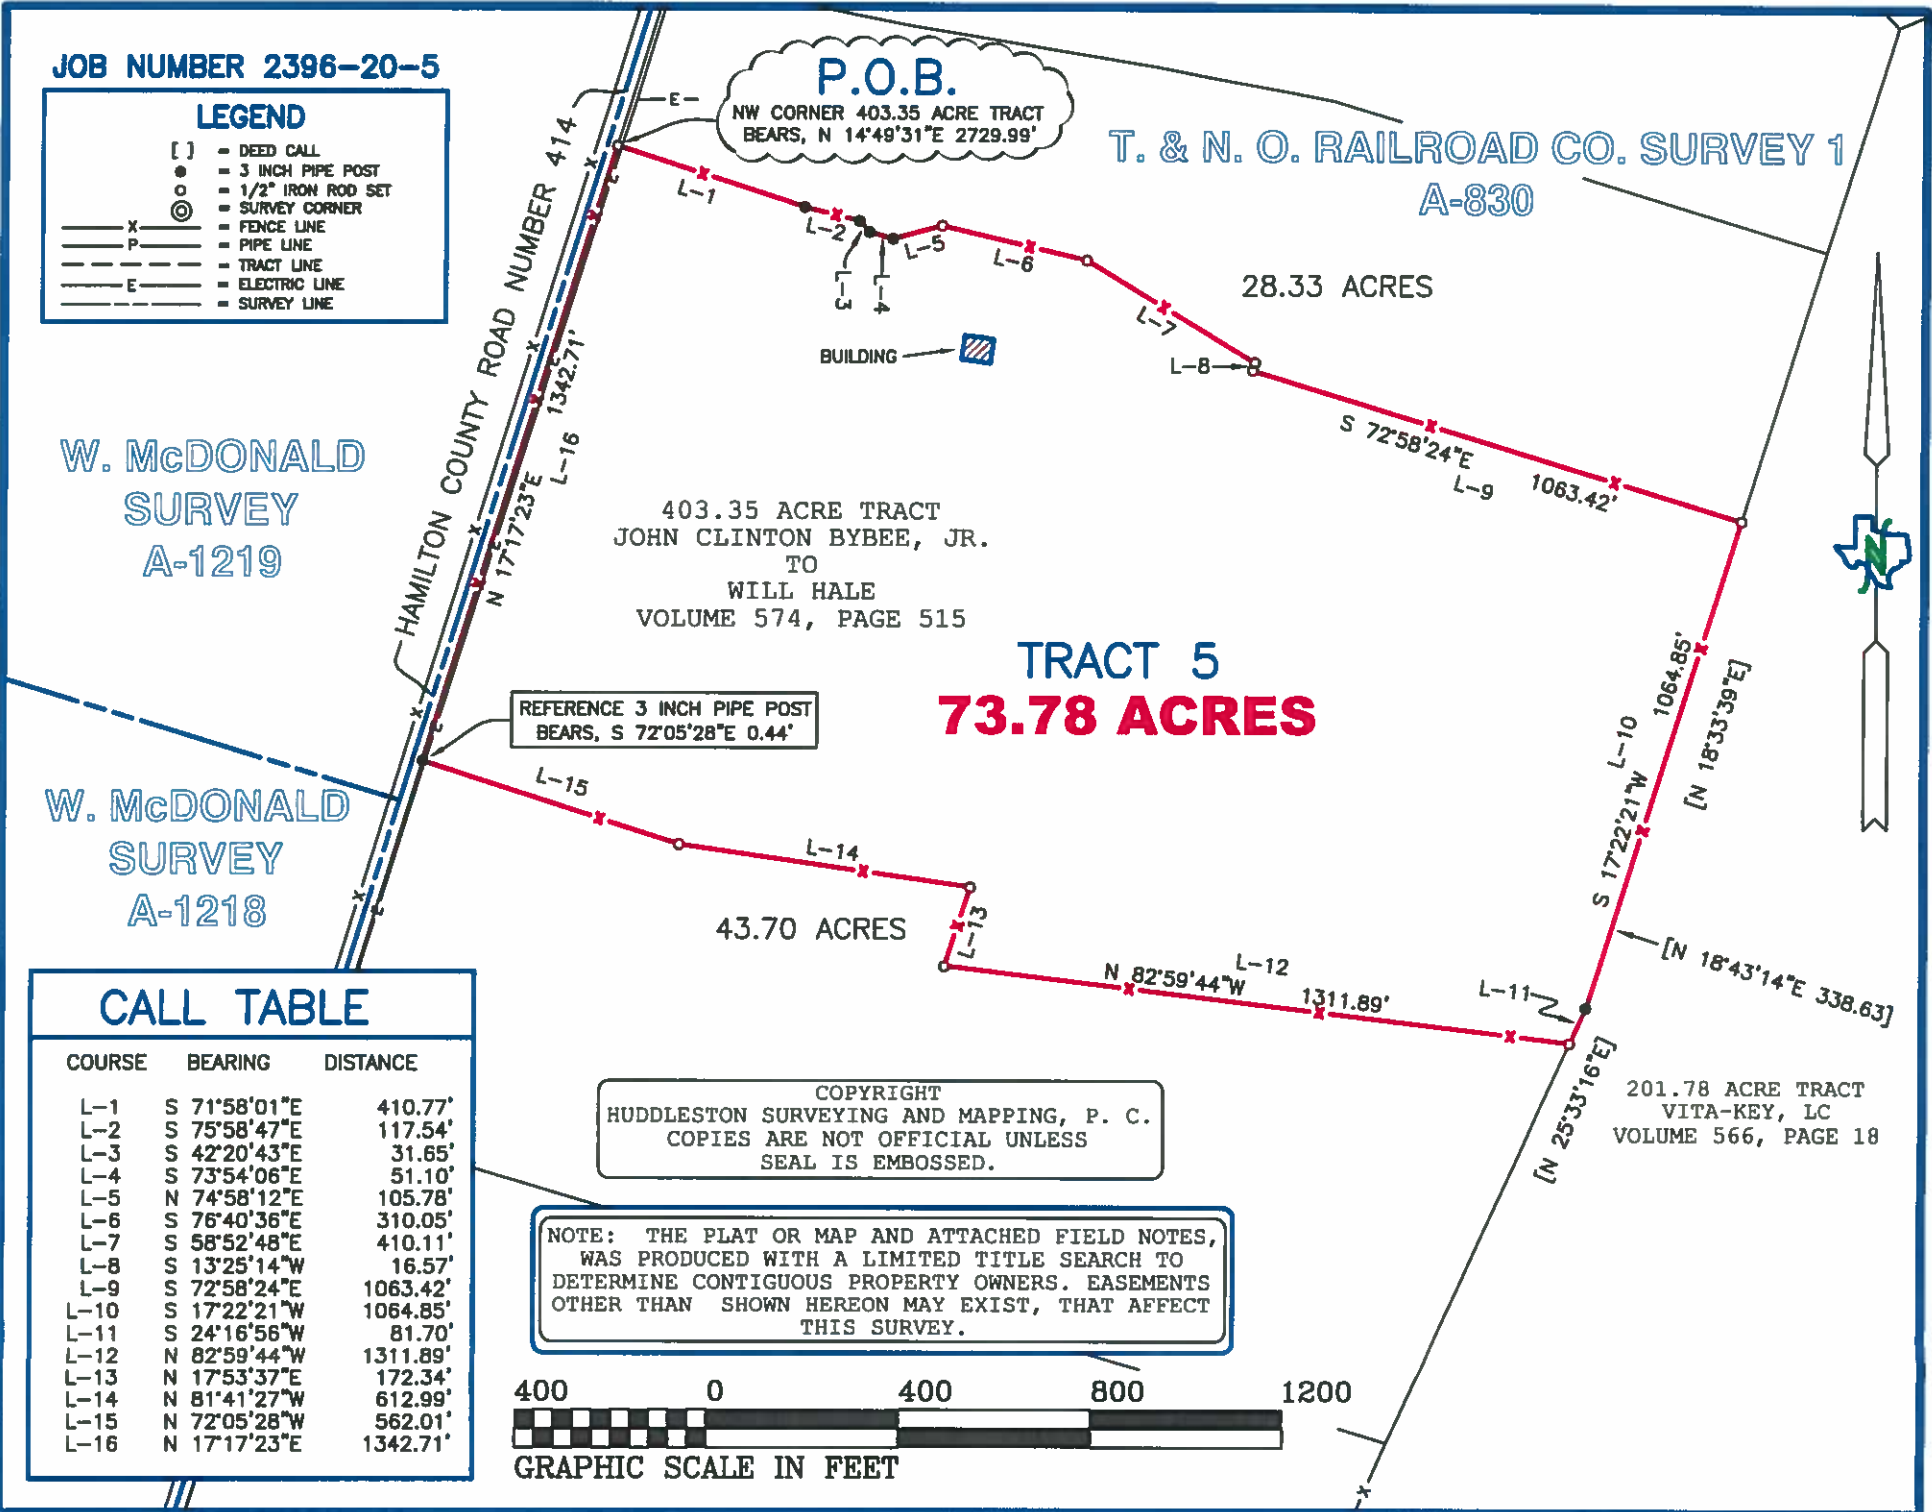 JOB NUMBER 2396-20-5
LEGEND
[ ] = DEED CALL
● = 3 INCH PIPE POST
○ = 1/2" IRON ROD SET
◎ = SURVEY CORNER
X = FENCE LINE
P = PIPE LINE
= TRACT LINE
E = ELECTRIC LINE
= SURVEY LINE
P.O.B.
NW CORNER 403.35 ACRE TRACT
BEARS, N 14°49'31"E 2729.99'
E
T. & N. O. RAILROAD CO. SURVEY 1
A-830
HAMILTON COUNTY ROAD NUMBER 414
L-1
L-2
L-3
L-4
L-5
L-6
L-7
L-8
28.33 ACRES
BUILDING
S 72°58'24"E
1063.42'
L-9
N 17°17'23"E
1342.71'
L-16
W. McDONALD
SURVEY
A-1219
403.35 ACRE TRACT
JOHN CLINTON BYBEE, JR.
TO
WILL HALE
VOLUME 574, PAGE 515
N
TRACT 5
73.78 ACRES
S 17°22'21"W
1064.85'
L-10
[N 18°33'39"E]
REFERENCE 3 INCH PIPE POST
BEARS, S 72°05'28"E 0.44'
W. McDONALD
SURVEY
A-1218
L-15
L-14
L-13
43.70 ACRES
L-12
N 82°59'44"W
1311.89'
L-11
[N 18°43'14"E 338.63]
[N 25°33'16"E]
201.78 ACRE TRACT
VITA-KEY, LC
VOLUME 566, PAGE 18
CALL TABLE
COURSE BEARING DISTANCE
L-1 S 71°58'01"E 410.77'
L-2 S 75°58'47"E 117.54'
L-3 S 42°20'43"E 31.65'
L-4 S 73°54'06"E 51.10'
L-5 N 74°58'12"E 105.78'
L-6 S 76°40'36"E 310.05'
L-7 S 58°52'48"E 410.11'
L-8 S 13°25'14"W 16.57'
L-9 S 72°58'24"E 1063.42'
L-10 S 17°22'21"W 1064.85'
L-11 S 24°16'56"W 81.70'
L-12 N 82°59'44"W 1311.89'
L-13 N 17°53'37"E 172.34'
L-14 N 81°41'27"W 612.99'
L-15 N 72°05'28"W 562.01'
L-16 N 17°17'23"E 1342.71'
COPYRIGHT
HUDDLESTON SURVEYING AND MAPPING, P. C.
COPIES ARE NOT OFFICIAL UNLESS
SEAL IS EMBOSSED.
NOTE: THE PLAT OR MAP AND ATTACHED FIELD NOTES,
WAS PRODUCED WITH A LIMITED TITLE SEARCH TO
DETERMINE CONTIGUOUS PROPERTY OWNERS. EASEMENTS
OTHER THAN SHOWN HEREON MAY EXIST, THAT AFFECT
THIS SURVEY.
400 0 400 800 1200
GRAPHIC SCALE IN FEET